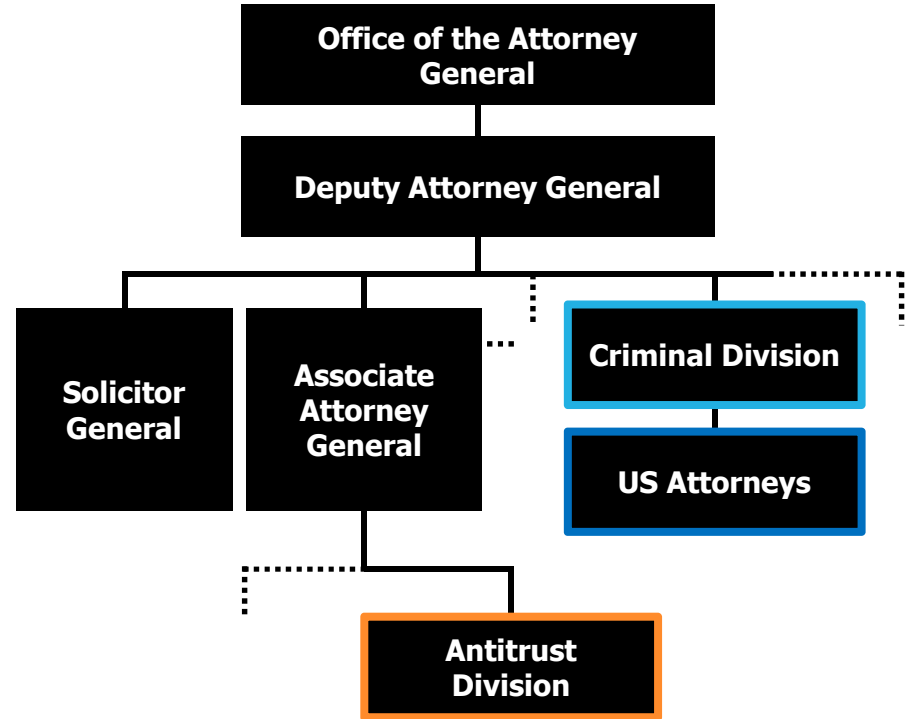 Office of the Attorney
General
Deputy Attorney General
Solicitor
General
Associate
Attorney
General
Criminal Division
US Attorneys
Antitrust
Division